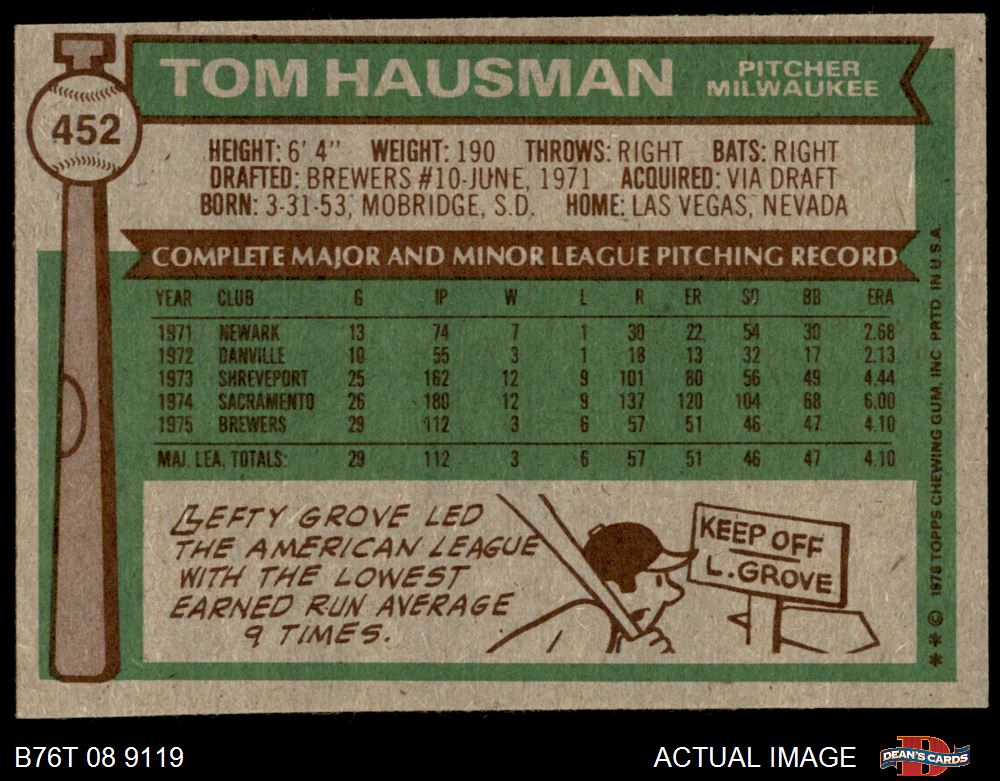 TOM HAUSMAN
PITCHER
MILWAUKEE
452
HEIGHT: 6' 4" WEIGHT: 190 THROWS: RIGHT BATS: RIGHT
DRAFTED: BREWERS #10-JUNE, 1971 ACQUIRED: VIA DRAFT
BORN: 3-31-53, MOBRIDGE, S.D. HOME: LAS VEGAS, NEVADA
COMPLETE MAJOR AND MINOR LEAGUE PITCHING RECORD
YEAR CLUB G IP W L R ER SO BB ERA
1971 NEWARK 13 74 7 1 30 22 54 30 2.68
1972 DANVILLE 10 55 3 1 18 13 32 17 2.13
1973 SHREVEPORT 25 162 12 9 101 80 56 49 4.44
1974 SACRAMENTO 26 180 12 9 137 120 104 68 6.00
1975 BREWERS 29 112 3 6 57 51 46 47 4.10
MAJ. LEA. TOTALS: 29 112 3 6 57 51 46 47 4.10
LEFTY GROVE LED
THE AMERICAN LEAGUE
WITH THE LOWEST
EARNED RUN AVERAGE
9 TIMES.
KEEP OFF
L. GROVE
* * © 1976 TOPPS CHEWING GUM, INC. PRTD. IN U.S.A.
B76T 08 9119
ACTUAL IMAGE
D
DEAN'S CARDS